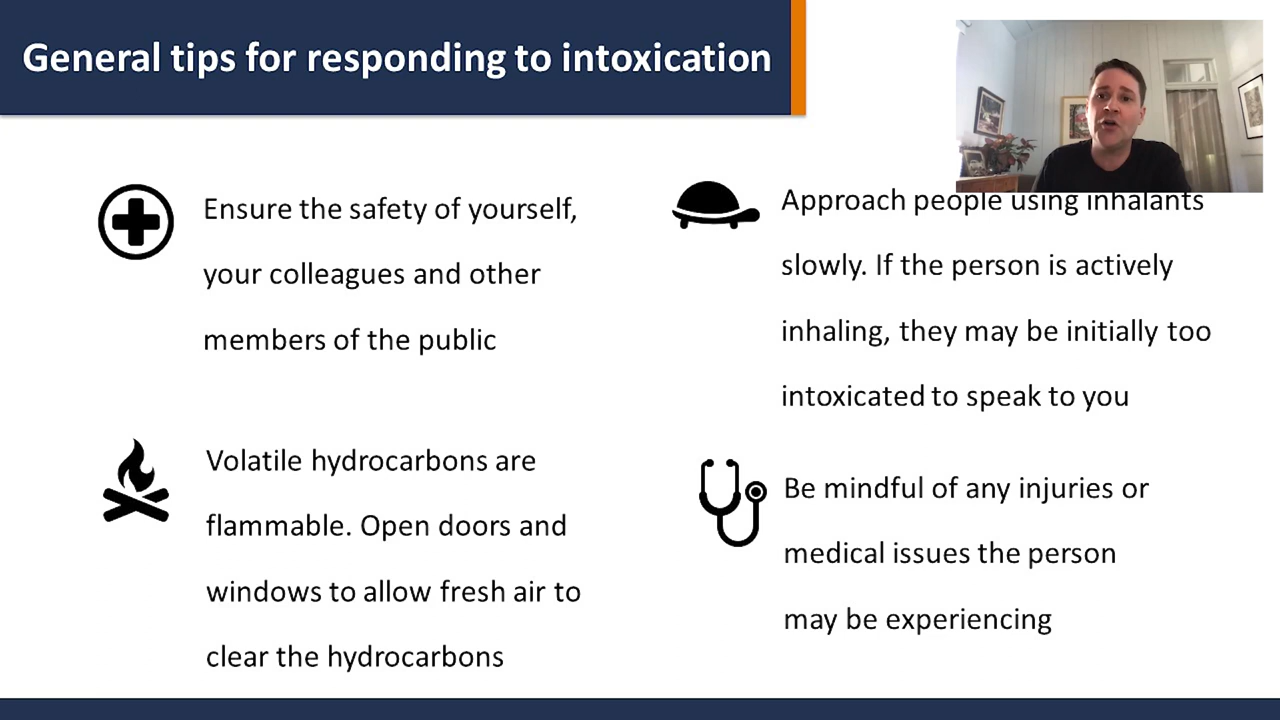 General tips for responding to intoxication
Ensure the safety of yourself,
your colleagues and other
members of the public
Volatile hydrocarbons are
flammable. Open doors and
windows to allow fresh air to
clear the hydrocarbons
Approach people using inhalants
slowly. If the person is actively
inhaling, they may be initially too
intoxicated to speak to you
Be mindful of any injuries or
medical issues the person
may be experiencing